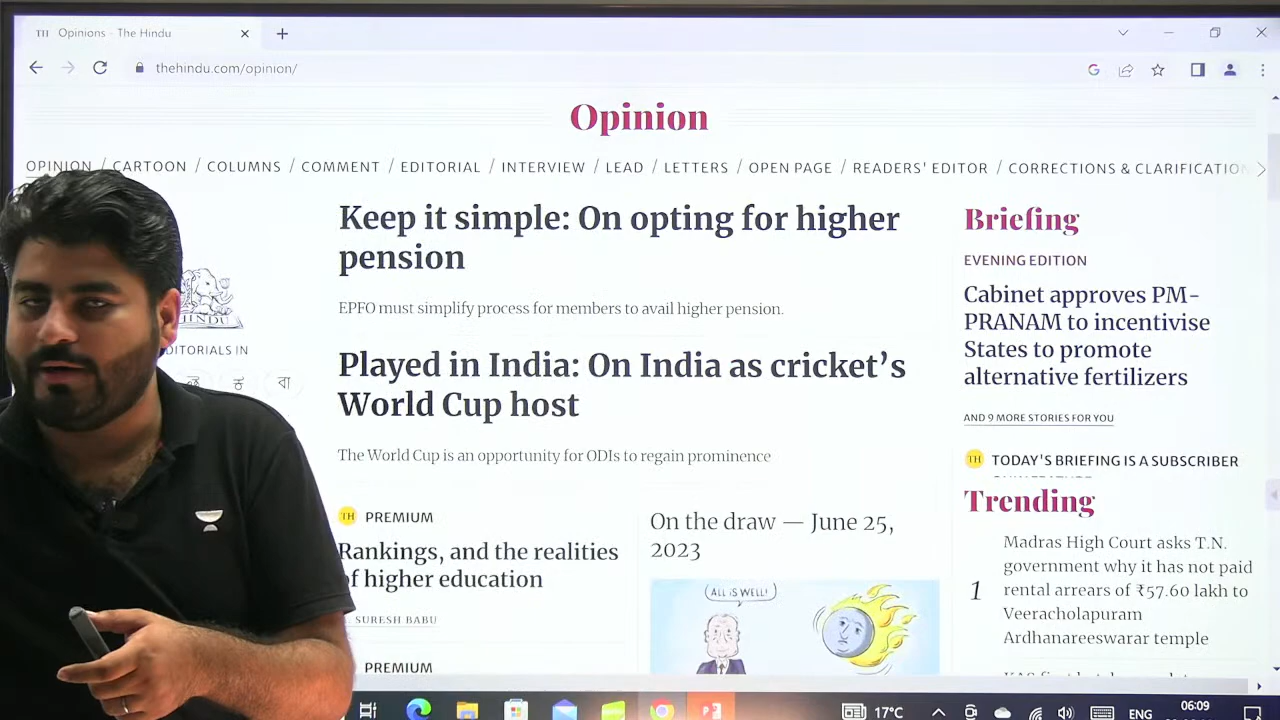 TH Opinions - The Hindu
thehindu.com/opinion/
Opinion
OPINION / CARTOON / COLUMNS / COMMENT / EDITORIAL / INTERVIEW / LEAD / LETTERS / OPEN PAGE / READERS' EDITOR / CORRECTIONS & CLARIFICATIO
Keep it simple: On opting for higher
pension
EPFO must simplify process for members to avail higher pension.
Played in India: On India as cricket's
World Cup host
The World Cup is an opportunity for ODIs to regain prominence
DITORIALS IN
ಕ বা
TH PREMIUM
Rankings, and the realities
of higher education
SURESH BABU
PREMIUM
On the draw — June 25,
2023
ALL IS WELL!
Briefing
EVENING EDITION
Cabinet approves PM-
PRANAM to incentivise
States to promote
alternative fertilizers
AND 9 MORE STORIES FOR YOU
TH TODAY'S BRIEFING IS A SUBSCRIBER
Trending
1
Madras High Court asks T.N.
government why it has not paid
rental arrears of ₹57.60 lakh to
Veeracholapuram
Ardhanareeswarar temple
17°C
ENG
06:09